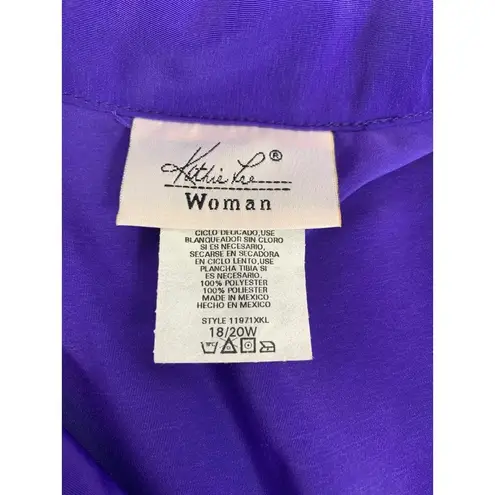 Kathie Lee ®
Woman
CICLO DELICADO,USE
BLANQUEADOR SIN CLORO
SI ES NECESARIO,
SECARSE EN SECADORA
EN CICLO LENTO,USE
PLANCHA TIBIA SI
ES NECESARIO.
100% POLYESTER
100% POLIESTER
MADE IN MEXICO
HECHO EN MEXICO
STYLE 11971XKL
18/20W